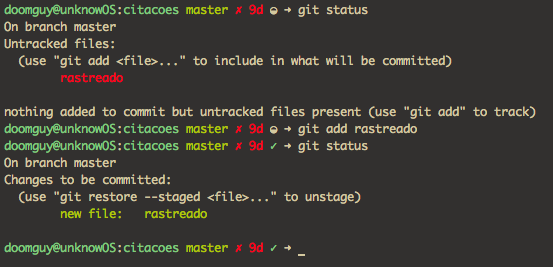 doomguy@unknowOS:citacoes master ✗ 9d ◒ ➜ git status
On branch master
Untracked files:
  (use "git add <file>..." to include in what will be committed)
        rastreado

nothing added to commit but untracked files present (use "git add" to track)
doomguy@unknowOS:citacoes master ✗ 9d ◒ ➜ git add rastreado
doomguy@unknowOS:citacoes master ✗ 9d ✓ ➜ git status
On branch master
Changes to be committed:
  (use "git restore --staged <file>..." to unstage)
        new file:   rastreado

doomguy@unknowOS:citacoes master ✗ 9d ✓ ➜ _